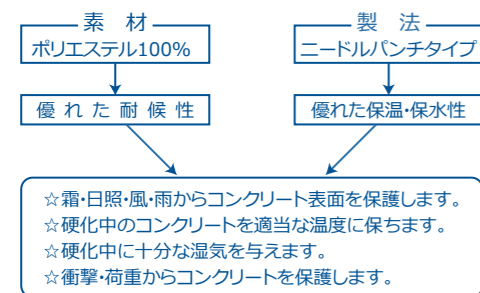 素材
製法
ポリエステル100%
ニードルパンチタイプ
優れた耐候性
優れた保温・保水性
☆霜・日照・風・雨からコンクリート表面を保護します。
☆硬化中のコンクリートを適当な温度に保ちます。
☆硬化中に十分な湿気を与えます。
☆衝撃・荷重からコンクリートを保護します。